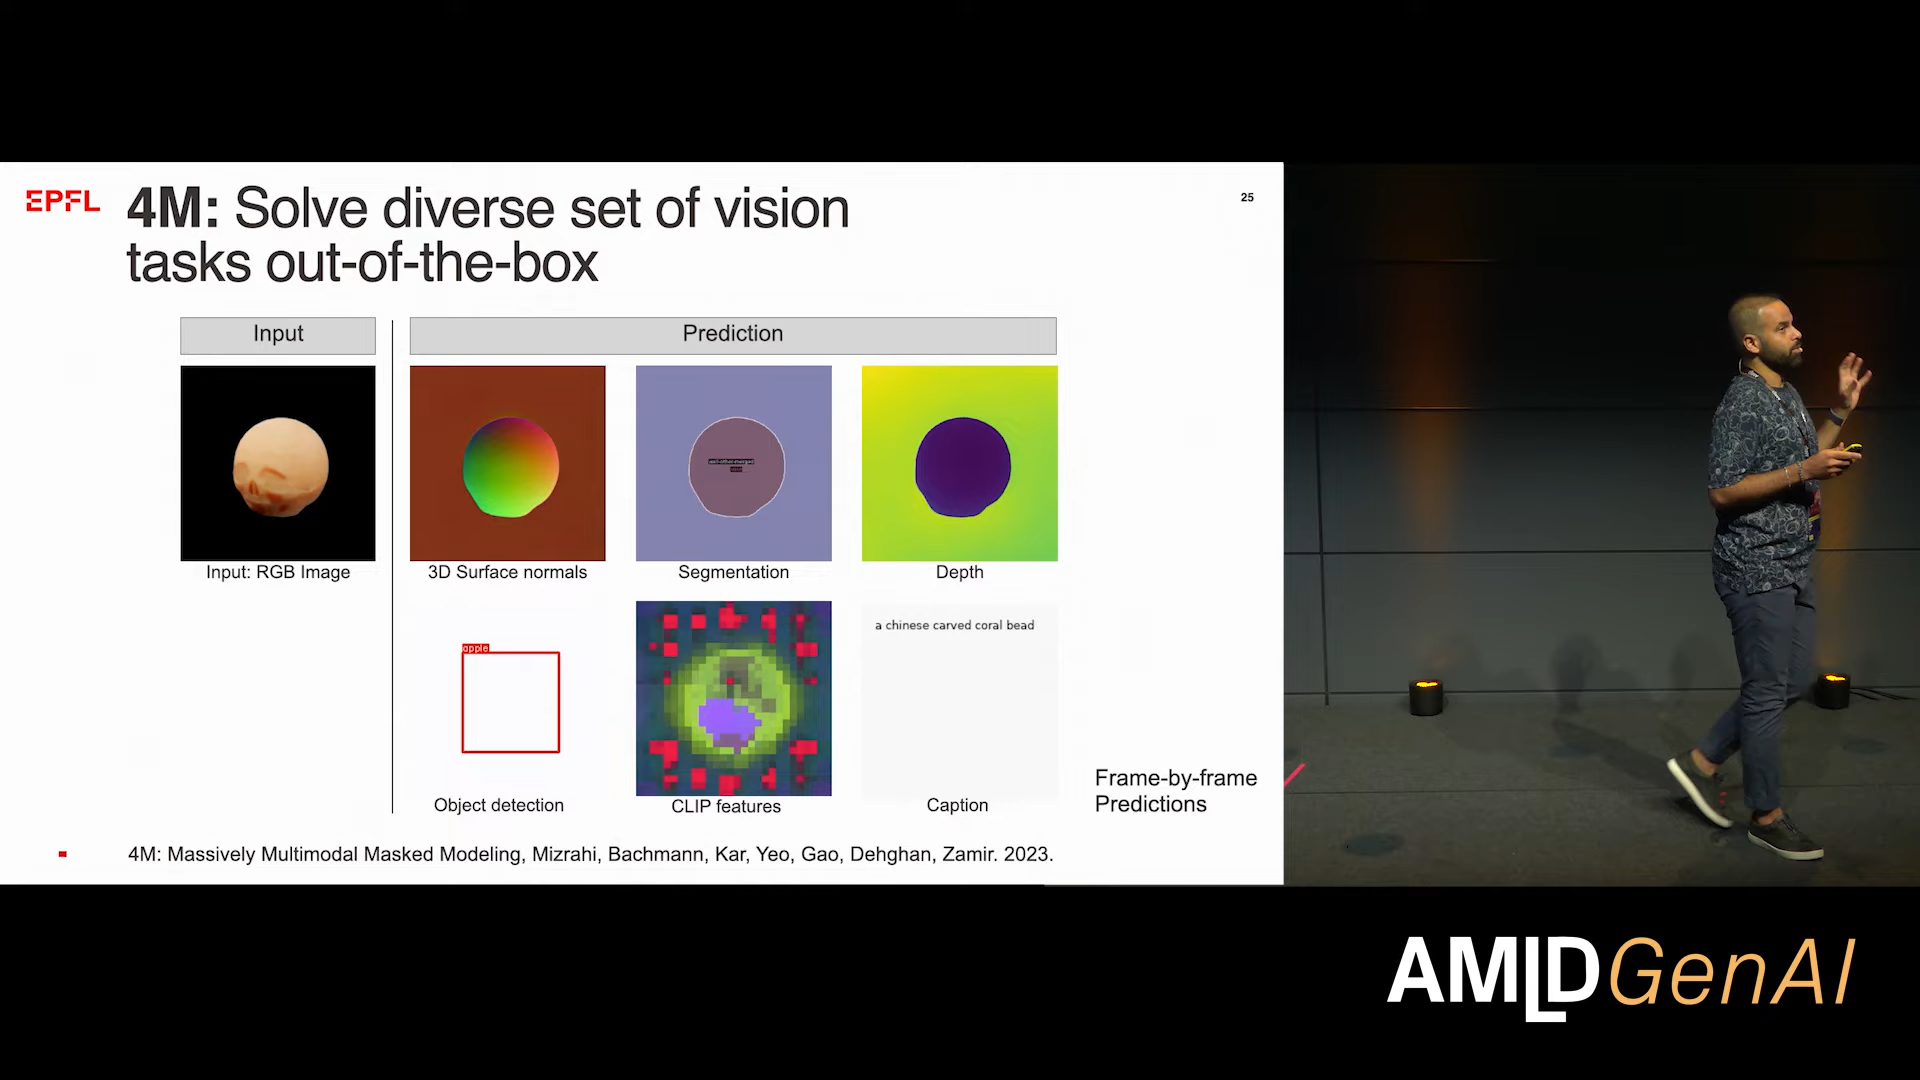 EPFL
4M: Solve diverse set of vision
tasks out-of-the-box
25
Input
Prediction
Input: RGB Image
3D Surface normals
Segmentation
Depth
apple
a chinese carved coral bead
Object detection
CLIP features
Caption
Frame-by-frame
Predictions
4M: Massively Multimodal Masked Modeling, Mizrahi, Bachmann, Kar, Yeo, Gao, Dehghan, Zamir. 2023.
AMLD GenAI